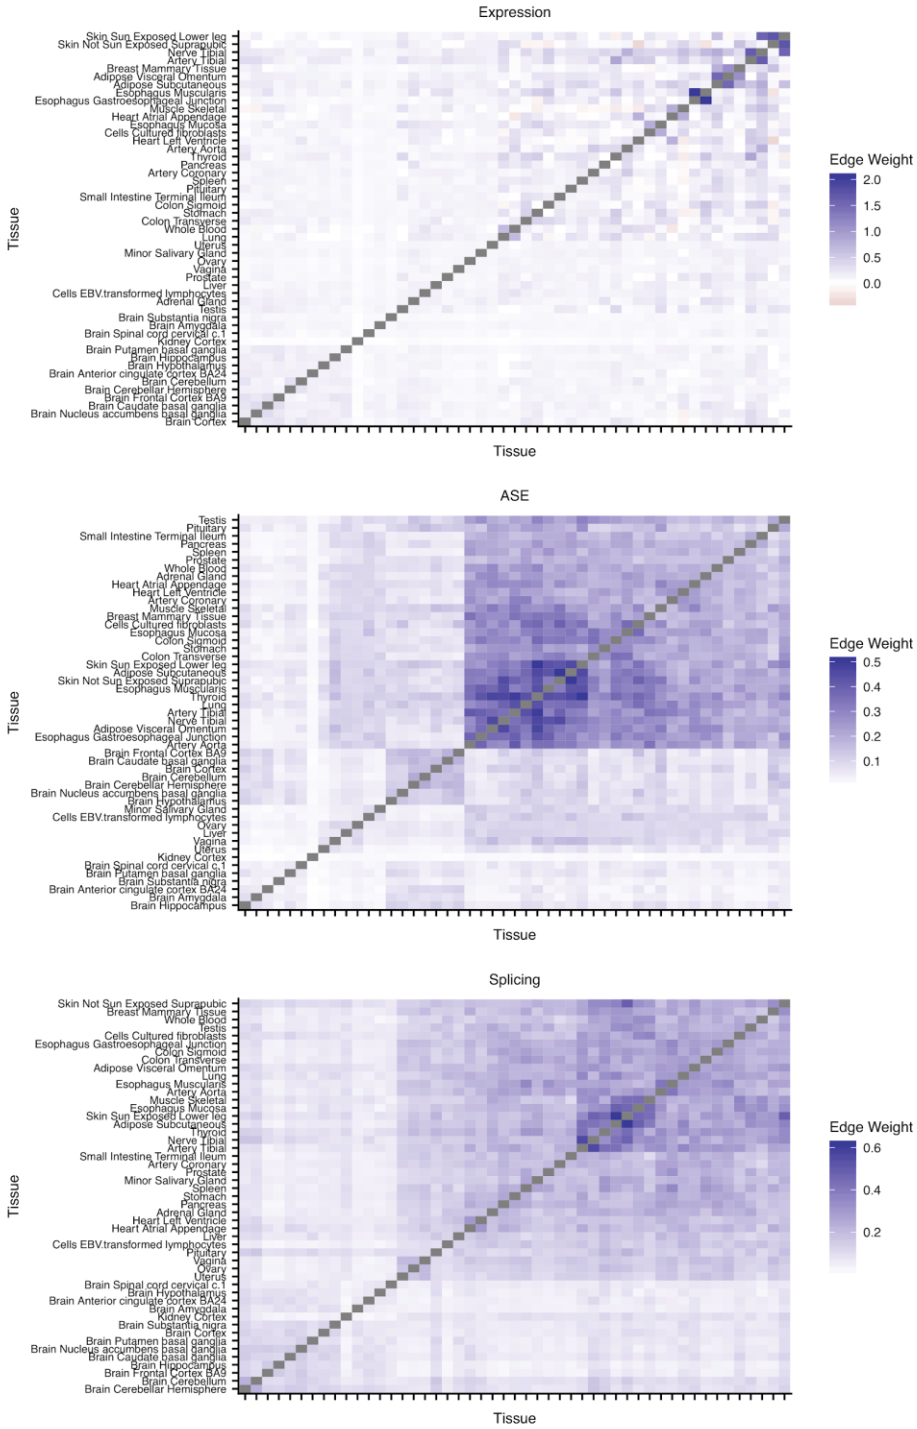 Expression
Skin Sun Exposed Lower leg
Skin Not Sun Exposed Suprapubic
Nerve Tibial
Artery Tibial
Breast Mammary Tissue
Adipose Visceral Omentum
Adipose Subcutaneous
Esophagus Muscularis
Esophagus Gastroesophageal Junction
Muscle Skeletal
Heart Atrial Appendage
Esophagus Mucosa
Cells Cultured fibroblasts
Heart Left Ventricle
Artery Aorta
Thyroid
Pancreas
Artery Coronary
Spleen
Pituitary
Small Intestine Terminal Ileum
Colon Sigmoid
Stomach
Colon Transverse
Whole Blood
Lung
Uterus
Minor Salivary Gland
Ovary
Vagina
Prostate
Liver
Cells EBV.transformed lymphocytes
Adrenal Gland
Testis
Brain Substantia nigra
Brain Amygdala
Brain Spinal cord cervical c.1
Kidney Cortex
Brain Putamen basal ganglia
Brain Hippocampus
Brain Hypothalamus
Brain Anterior cingulate cortex BA24
Brain Cerebellum
Brain Cerebellar Hemisphere
Brain Frontal Cortex BA9
Brain Caudate basal ganglia
Brain Nucleus accumbens basal ganglia
Brain Cortex
Tissue
Tissue
Edge Weight
2.0
1.5
1.0
0.5
0.0
ASE
Testis
Pituitary
Small Intestine Terminal Ileum
Pancreas
Spleen
Prostate
Whole Blood
Adrenal Gland
Heart Atrial Appendage
Heart Left Ventricle
Artery Coronary
Muscle Skeletal
Breast Mammary Tissue
Cells Cultured fibroblasts
Esophagus Mucosa
Colon Sigmoid
Stomach
Colon Transverse
Skin Sun Exposed Lower leg
Adipose Subcutaneous
Skin Not Sun Exposed Suprapubic
Esophagus Muscularis
Thyroid
Lung
Artery Tibial
Nerve Tibial
Adipose Visceral Omentum
Esophagus Gastroesophageal Junction
Artery Aorta
Brain Frontal Cortex BA9
Brain Caudate basal ganglia
Brain Cortex
Brain Cerebellum
Brain Cerebellar Hemisphere
Brain Nucleus accumbens basal ganglia
Brain Hypothalamus
Minor Salivary Gland
Cells EBV.transformed lymphocytes
Ovary
Liver
Vagina
Uterus
Kidney Cortex
Brain Spinal cord cervical c.1
Brain Putamen basal ganglia
Brain Substantia nigra
Brain Anterior cingulate cortex BA24
Brain Amygdala
Brain Hippocampus
Tissue
Tissue
Edge Weight
0.5
0.4
0.3
0.2
0.1
Splicing
Skin Not Sun Exposed Suprapubic
Breast Mammary Tissue
Whole Blood
Testis
Cells Cultured fibroblasts
Esophagus Gastroesophageal Junction
Colon Sigmoid
Colon Transverse
Adipose Visceral Omentum
Lung
Esophagus Muscularis
Artery Aorta
Muscle Skeletal
Esophagus Mucosa
Skin Sun Exposed Lower leg
Adipose Subcutaneous
Thyroid
Nerve Tibial
Artery Tibial
Small Intestine Terminal Ileum
Artery Coronary
Prostate
Minor Salivary Gland
Spleen
Stomach
Pancreas
Adrenal Gland
Heart Left Ventricle
Heart Atrial Appendage
Liver
Cells EBV.transformed lymphocytes
Pituitary
Vagina
Ovary
Uterus
Brain Spinal cord cervical c.1
Brain Hypothalamus
Brain Anterior cingulate cortex BA24
Brain Amygdala
Kidney Cortex
Brain Substantia nigra
Brain Cortex
Brain Putamen basal ganglia
Brain Nucleus accumbens basal ganglia
Brain Caudate basal ganglia
Brain Hippocampus
Brain Frontal Cortex BA9
Brain Cerebellum
Brain Cerebellar Hemisphere
Tissue
Tissue
Edge Weight
0.6
0.4
0.2